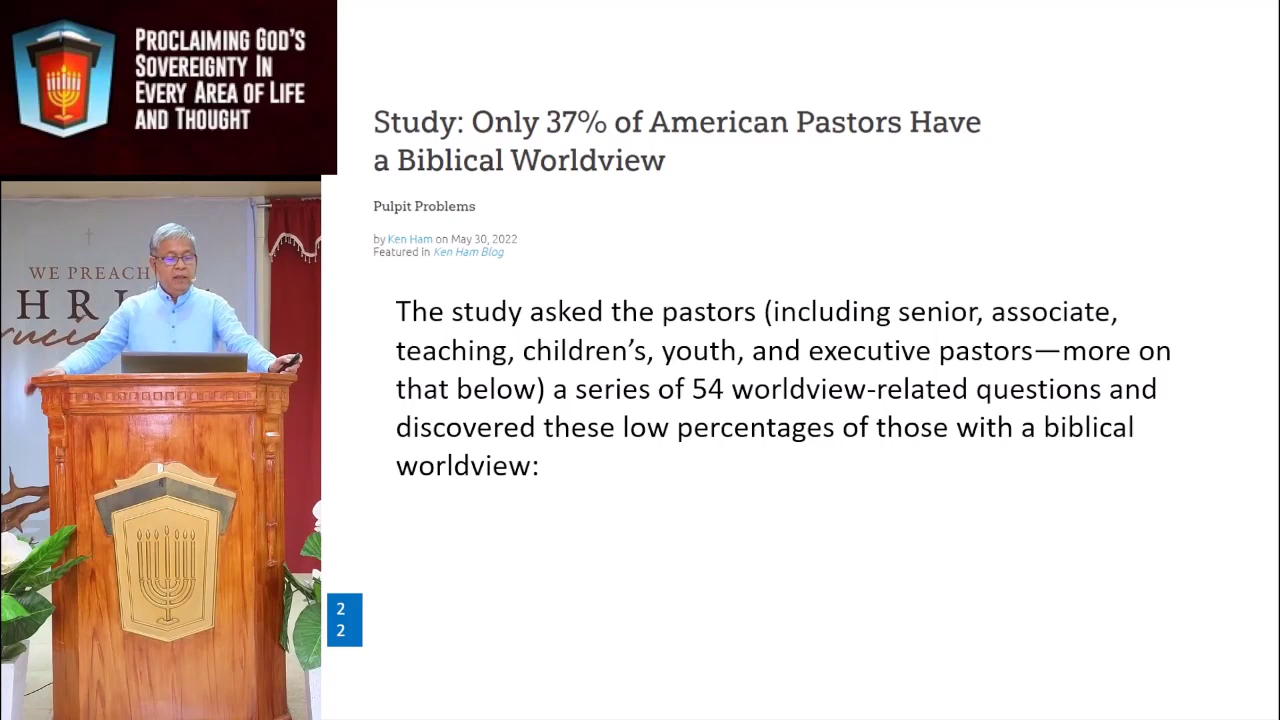 PROCLAIMING GOD'S
SOVEREIGNTY IN
EVERY AREA OF LIFE
AND THOUGHT
WE PREACH
Study: Only 37% of American Pastors Have
a Biblical Worldview
Pulpit Problems
by Ken Ham on May 30, 2022
Featured in Ken Ham Blog
The study asked the pastors (including senior, associate,
teaching, children's, youth, and executive pastors—more on
that below) a series of 54 worldview-related questions and
discovered these low percentages of those with a biblical
worldview:
2
2